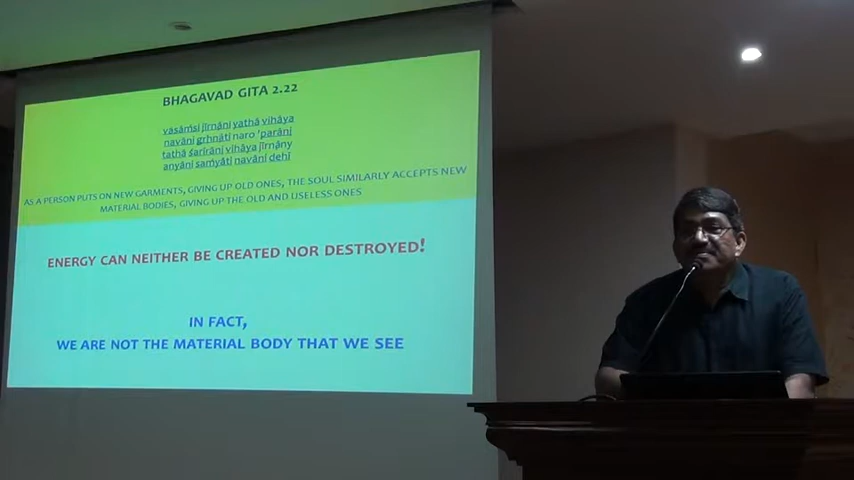 BHAGAVAD GITA 2.22
vāsāṁsi jīrṇāni yathā vihāya
navāni gṛhṇāti naro 'parāṇi
tathā śarīrāṇi vihāya jīrṇāny
anyāni saṁyāti navāni dehī
AS A PERSON PUTS ON NEW GARMENTS, GIVING UP OLD ONES, THE SOUL SIMILARLY ACCEPTS NEW
MATERIAL BODIES, GIVING UP THE OLD AND USELESS ONES
ENERGY CAN NEITHER BE CREATED NOR DESTROYED!
IN FACT,
WE ARE NOT THE MATERIAL BODY THAT WE SEE